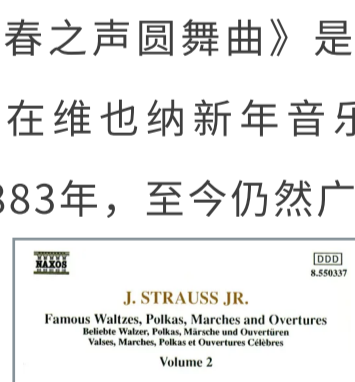 春之声圆舞曲》是
在维也纳新年音乐
883年，至今仍然广
NAXOS
DDD
8.550337
J. STRAUSS JR.
Famous Waltzes, Polkas, Marches and Overtures
Beliebte Walzer, Polkas, Märsche und Ouvertüren
Valses, Marches, Polkas et Ouvertures Célèbres
Volume 2